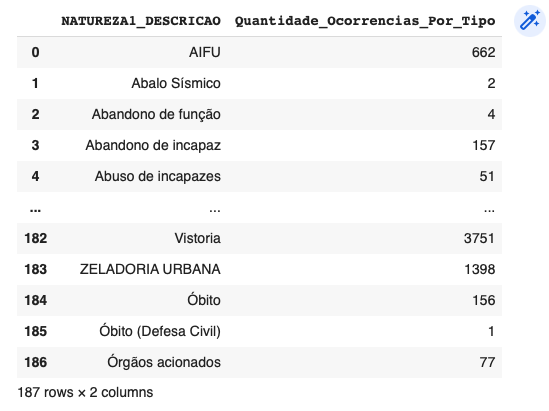 NATUREZA1_DESCRICAO Quantidade_Ocorrencias_Por_Tipo
0 AIFU 662
1 Abalo Sísmico 2
2 Abandono de função 4
3 Abandono de incapaz 157
4 Abuso de incapazes 51
... ... ...
182 Vistoria 3751
183 ZELADORIA URBANA 1398
184 Óbito 156
185 Óbito (Defesa Civil) 1
186 Órgãos acionados 77
187 rows × 2 columns